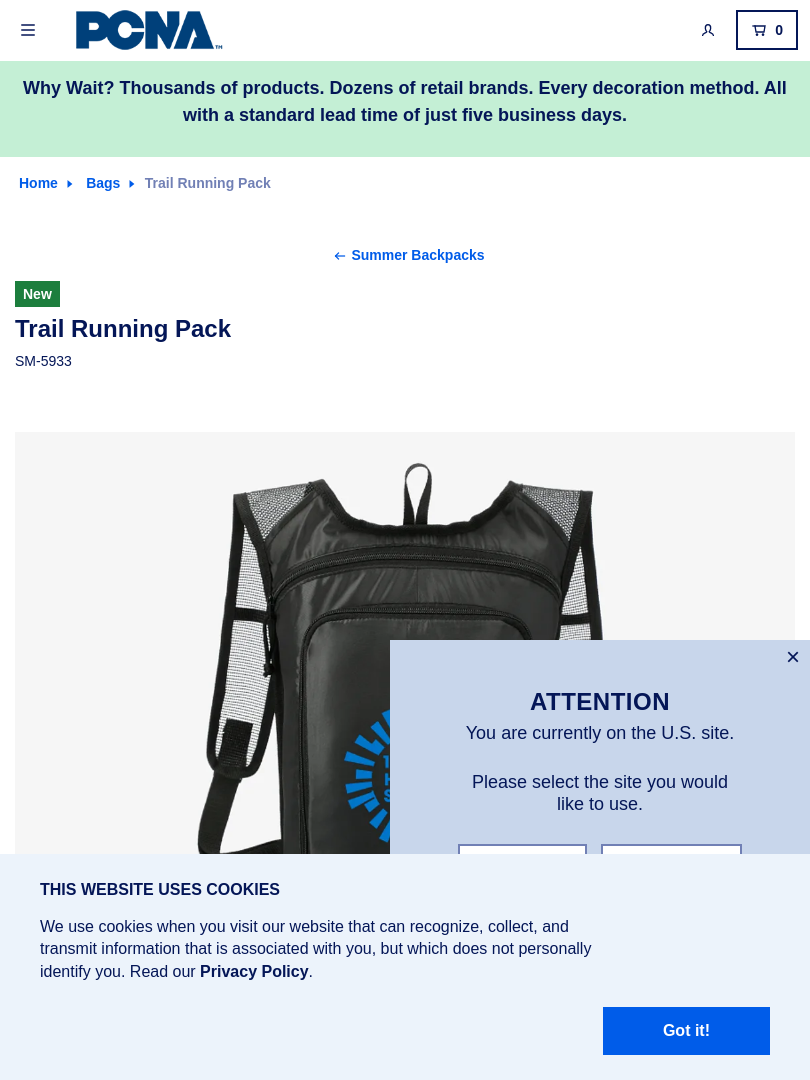 PCNA™
0
Why Wait? Thousands of products. Dozens of retail brands. Every decoration method. All
with a standard lead time of just five business days.
Home
Bags
Trail Running Pack
Summer Backpacks
New
Trail Running Pack
SM-5933
ATTENTION
You are currently on the U.S. site.
Please select the site you would
like to use.
THIS WEBSITE USES COOKIES
We use cookies when you visit our website that can recognize, collect, and
transmit information that is associated with you, but which does not personally
identify you. Read our Privacy Policy.
Got it!